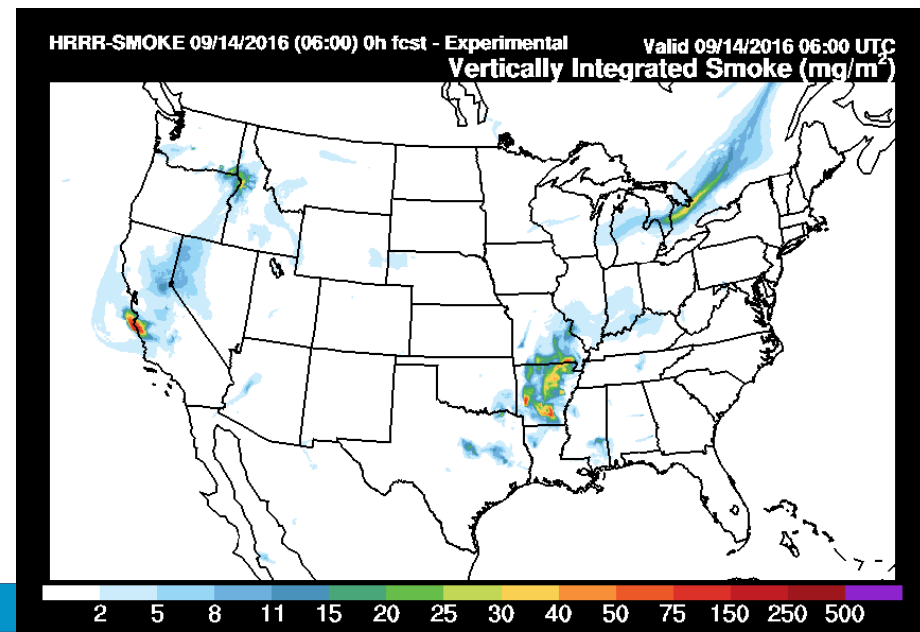 HRRR-SMOKE 09/14/2016 (06:00) 0h fcst - Experimental
Valid 09/14/2016 06:00 UTC
Vertically Integrated Smoke (mg/m²)
2 5 8 11 15 20 25 30 40 50 75 150 250 500